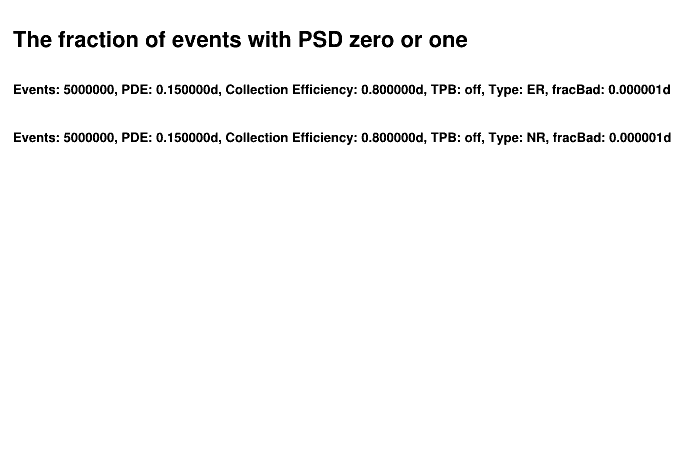 The fraction of events with PSD zero or one
Events: 5000000, PDE: 0.150000d, Collection Efficiency: 0.800000d, TPB: off, Type: ER, fracBad: 0.000001d
Events: 5000000, PDE: 0.150000d, Collection Efficiency: 0.800000d, TPB: off, Type: NR, fracBad: 0.000001d